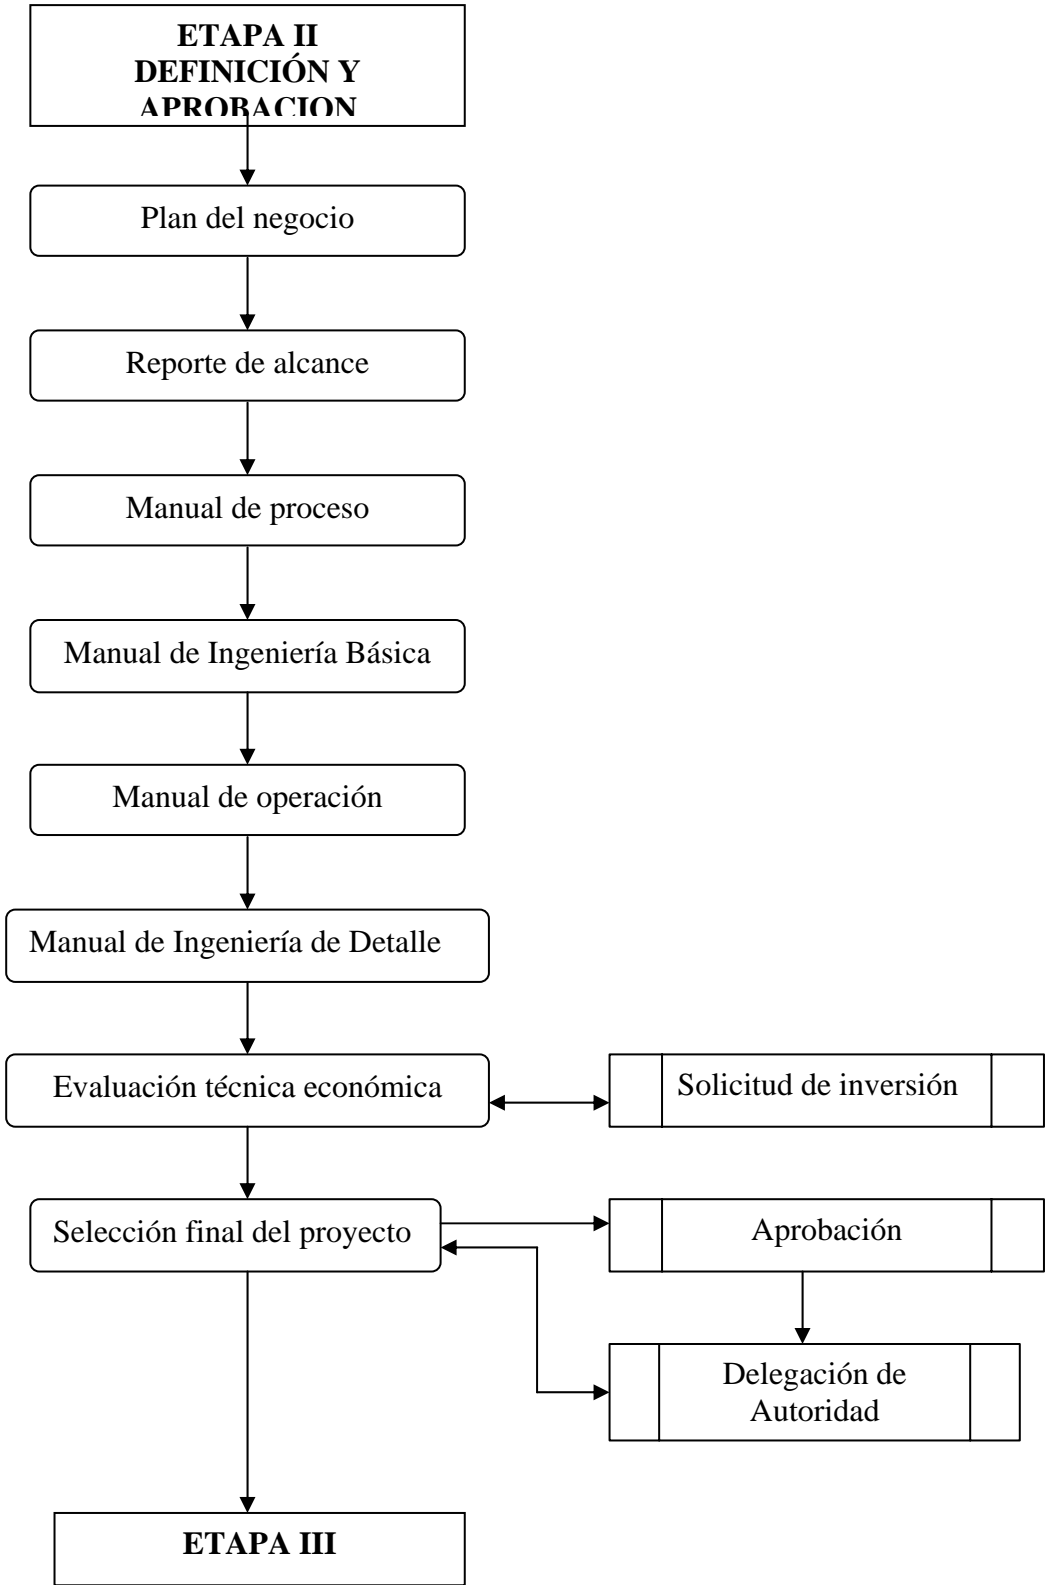 ETAPA II
DEFINICIÓN Y
APROBACION
Plan del negocio
Reporte de alcance
Manual de proceso
Manual de Ingeniería Básica
Manual de operación
Manual de Ingeniería de Detalle
Evaluación técnica económica
Solicitud de inversión
Selección final del proyecto
Aprobación
Delegación de
Autoridad
ETAPA III